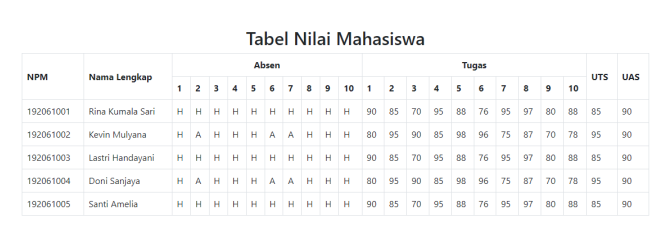 Tabel Nilai Mahasiswa
NPM Nama Lengkap Absen Tugas UTS UAS
1 2 3 4 5 6 7 8 9 10 1 2 3 4 5 6 7 8 9 10
192061001 Rina Kumala Sari H H H H H H H H H H 90 85 70 95 88 76 95 97 80 88 85 90
192061002 Kevin Mulyana H A H H H A A H H H 80 95 90 85 98 96 75 87 70 78 95 90
192061003 Lastri Handayani H H H H H H H H H H 90 85 70 95 88 76 95 97 80 88 85 90
192061004 Doni Sanjaya H A H H H A A H H H 80 95 90 85 98 96 75 87 70 78 95 90
192061005 Santi Amelia H H H H H H H H H H 90 85 70 95 88 76 95 97 80 88 85 90